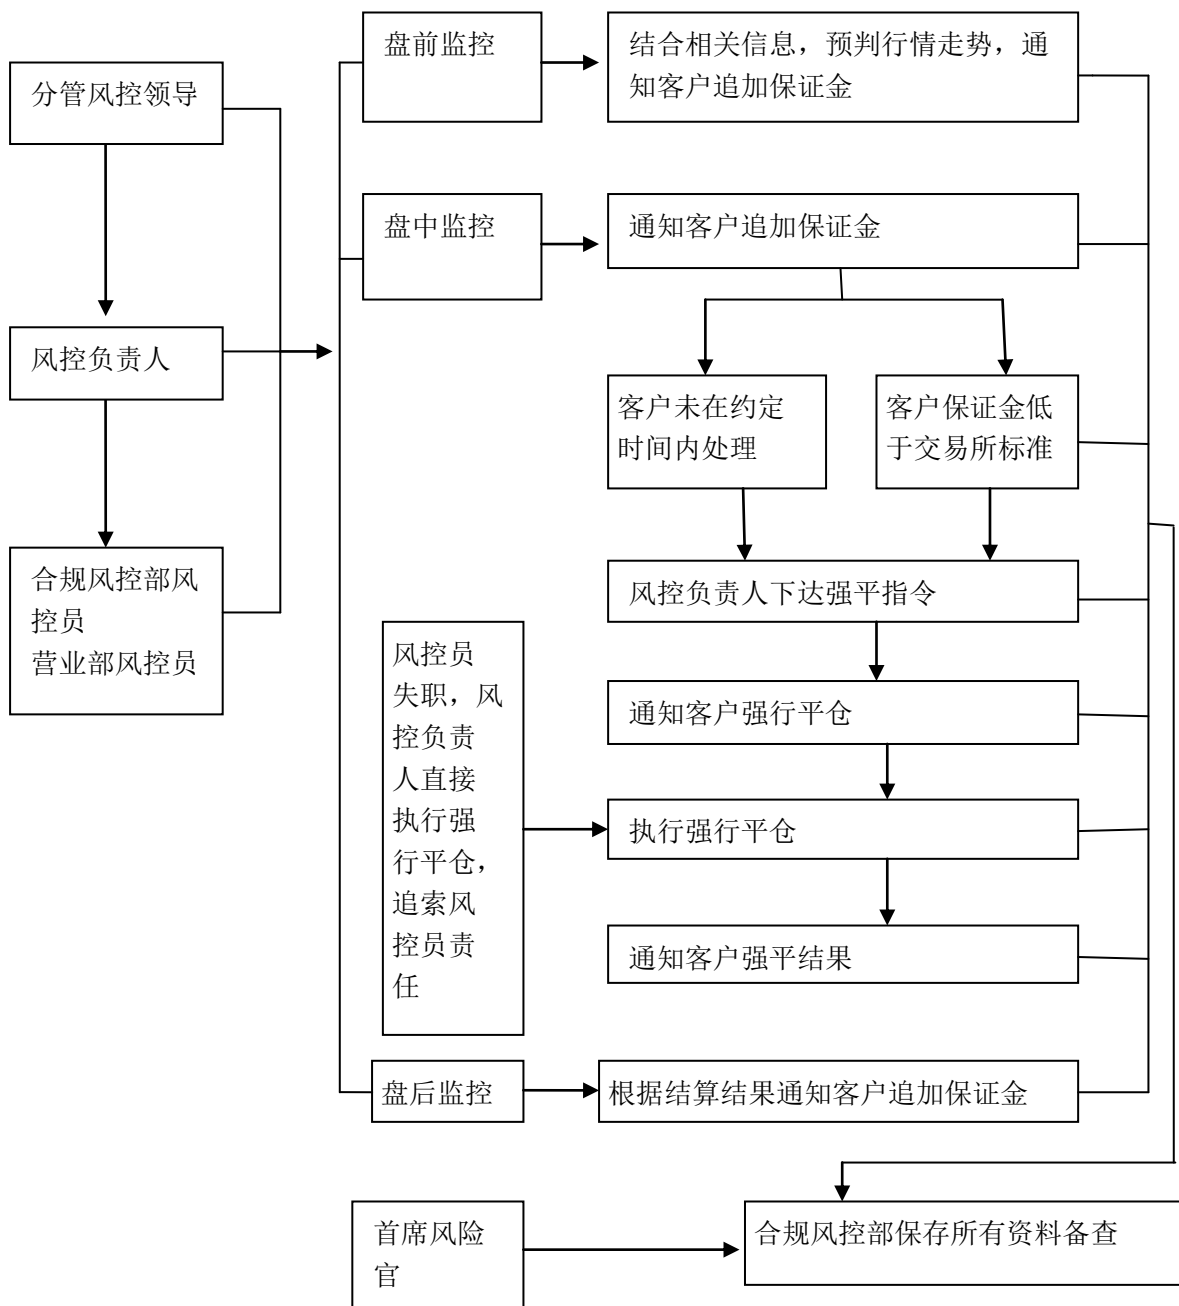 分管风控领导
风控负责人
合规风控部风
控员
营业部风控员
盘前监控
结合相关信息，预判行情走势，通
知客户追加保证金
盘中监控
通知客户追加保证金
客户未在约定
时间内处理
客户保证金低
于交易所标准
风控负责人下达强平指令
通知客户强行平仓
风控员
失职，风
控负责
人直接
执行强
行平仓，
追索风
控员责
任
执行强行平仓
通知客户强平结果
盘后监控
根据结算结果通知客户追加保证金
首席风险
官
合规风控部保存所有资料备查